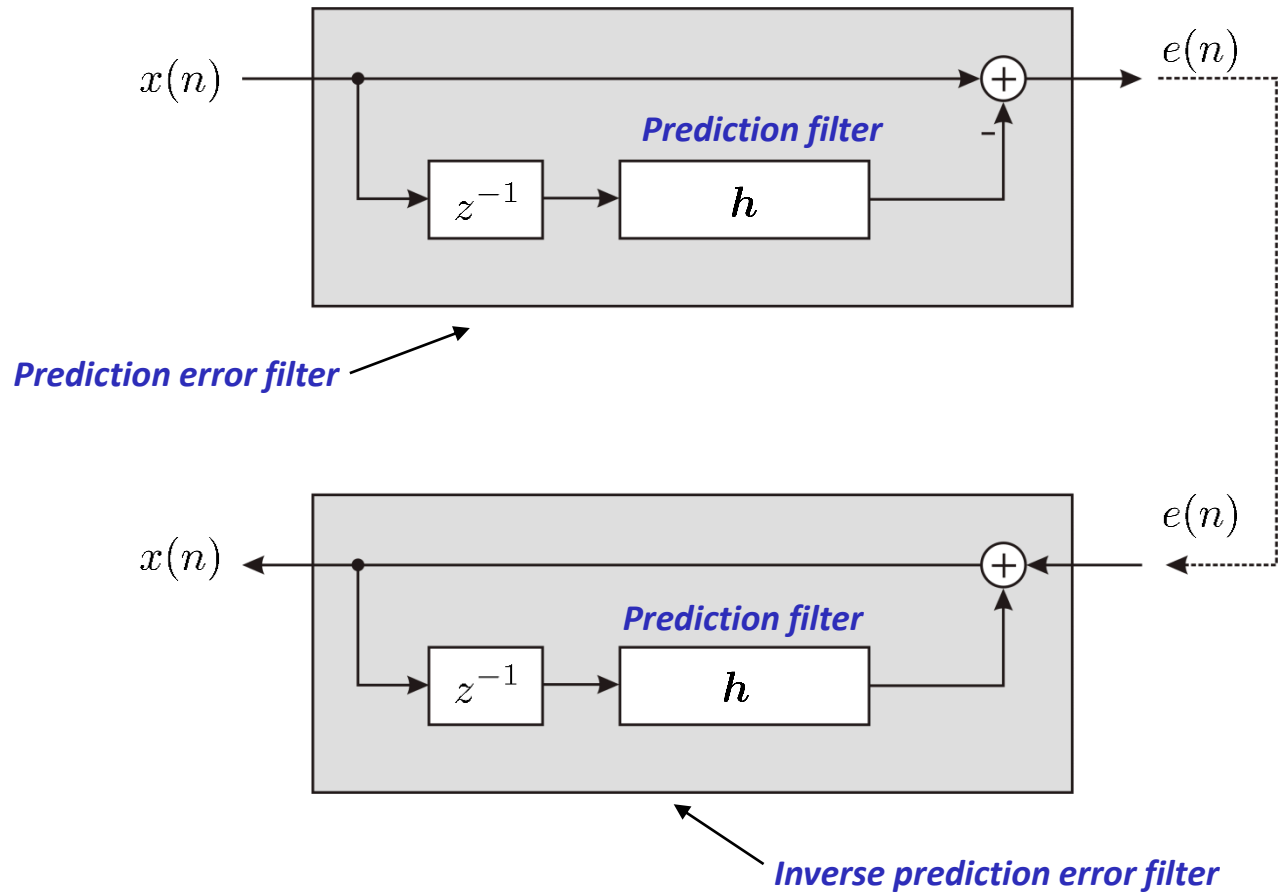 e(n)
x(n)
+
Prediction filter
-
z^{-1}
h
Prediction error filter
e(n)
x(n)
+
Prediction filter
z^{-1}
h
Inverse prediction error filter